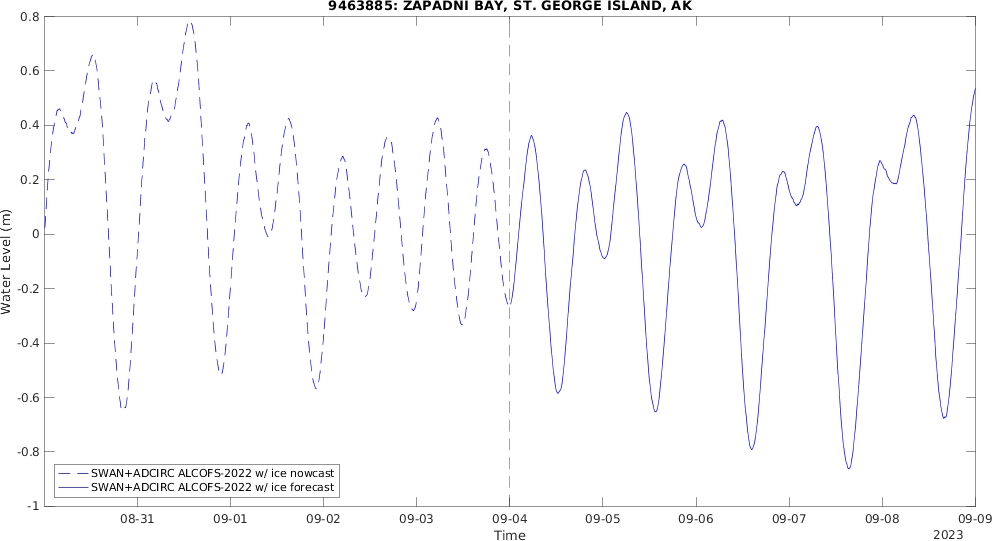 9463885: ZAPADNI BAY, ST. GEORGE ISLAND, AK
0.8
0.6
0.4
0.2
0
-0.2
-0.4
-0.6
-0.8
-1
Water Level (m)
SWAN+ADCIRC ALCOFS-2022 w/ ice nowcast
SWAN+ADCIRC ALCOFS-2022 w/ ice forecast
08-31 09-01 09-02 09-03 09-04 09-05 09-06 09-07 09-08 09-09
Time
2023